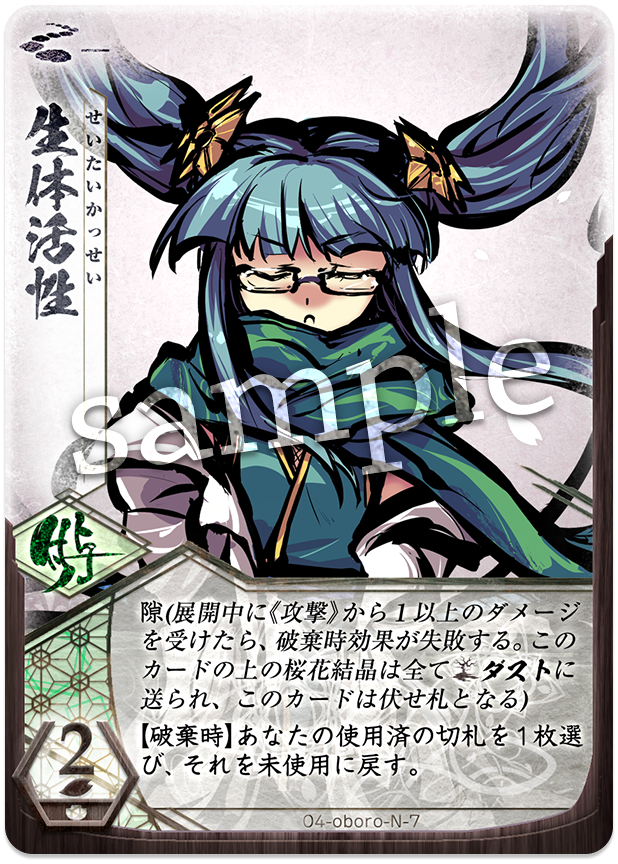 生体活性
せいたいかっせい
sample
付与
隙(展開中に《攻撃》から1以上のダメージ
を受けたら、破棄時効果が失敗する。この
カードの上の桜花結晶は全てダストに
送られ、このカードは伏せ札となる)
【破棄時】あなたの使用済の切札を1枚選
び、それを未使用に戻す。
2
04-oboro-N-7